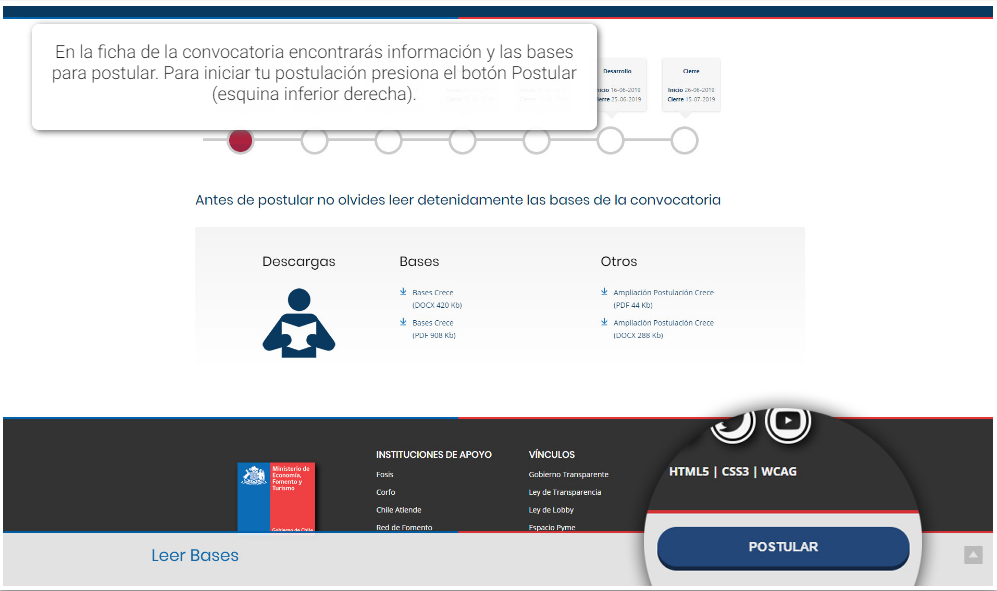 En la ficha de la convocatoria encontrarás información y las bases
para postular. Para iniciar tu postulación presiona el botón Postular
(esquina inferior derecha).
Desarrollo
Inicio 16-06-2019
Cierre 25-06-2019
Cierre
Inicio 26-06-2019
Cierre 15-07-2019
Antes de postular no olvides leer detenidamente las bases de la convocatoria
Descargas
Bases
Bases Crece
(DOCX 420 Kb)
Bases Crece
(PDF 908 Kb)
Otros
Ampliación Postulación Crece
(PDF 44 Kb)
Ampliación Postulación Crece
(DOCX 288 Kb)
Ministerio de
Economía,
Fomento y
Turismo
Gobierno de Chile
INSTITUCIONES DE APOYO
Fosis
Corfo
Chile Atiende
Red de Fomento
VÍNCULOS
Gobierno Transparente
Ley de Transparencia
Ley de Lobby
Espacio Pyme
HTML5 | CSS3 | WCAG
Leer Bases
POSTULAR